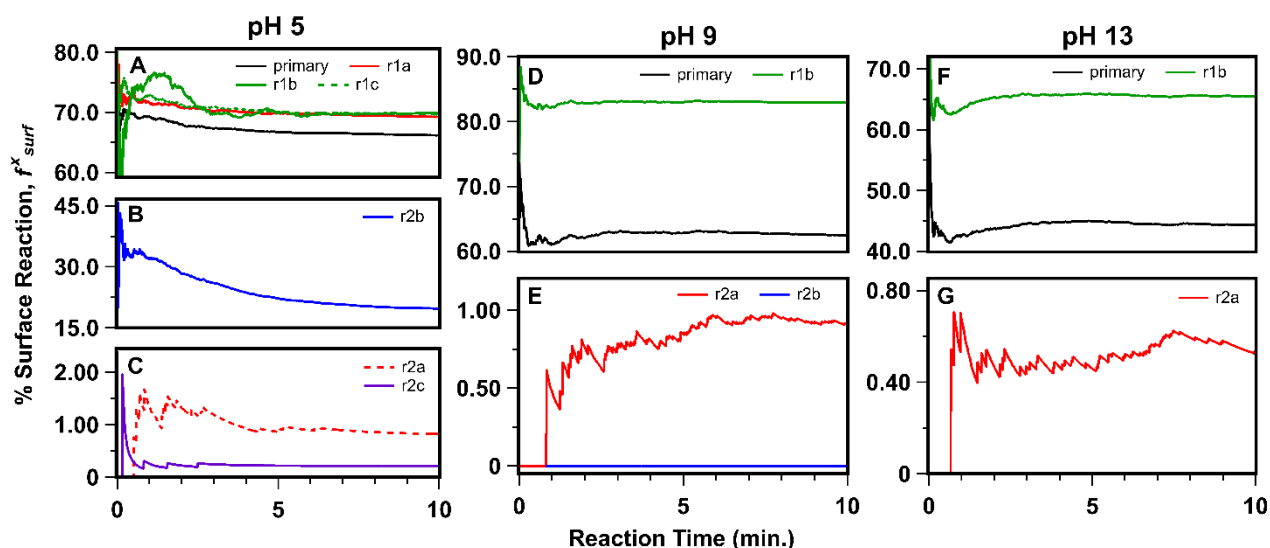 pH 5
pH 9
pH 13
% Surface Reaction, f^x surf
A
primary
r1a
r1b
r1c
80.0
70.0
60.0
B
r2b
45.0
30.0
15.0
C
r2a
r2c
2.00
1.00
0
0
5
10
D
primary
r1b
90.0
80.0
70.0
60.0
E
r2a
r2b
1.00
0.50
0
0
5
10
F
primary
r1b
70.0
60.0
50.0
40.0
G
r2a
0.80
0.40
0
0
5
10
Reaction Time (min.)